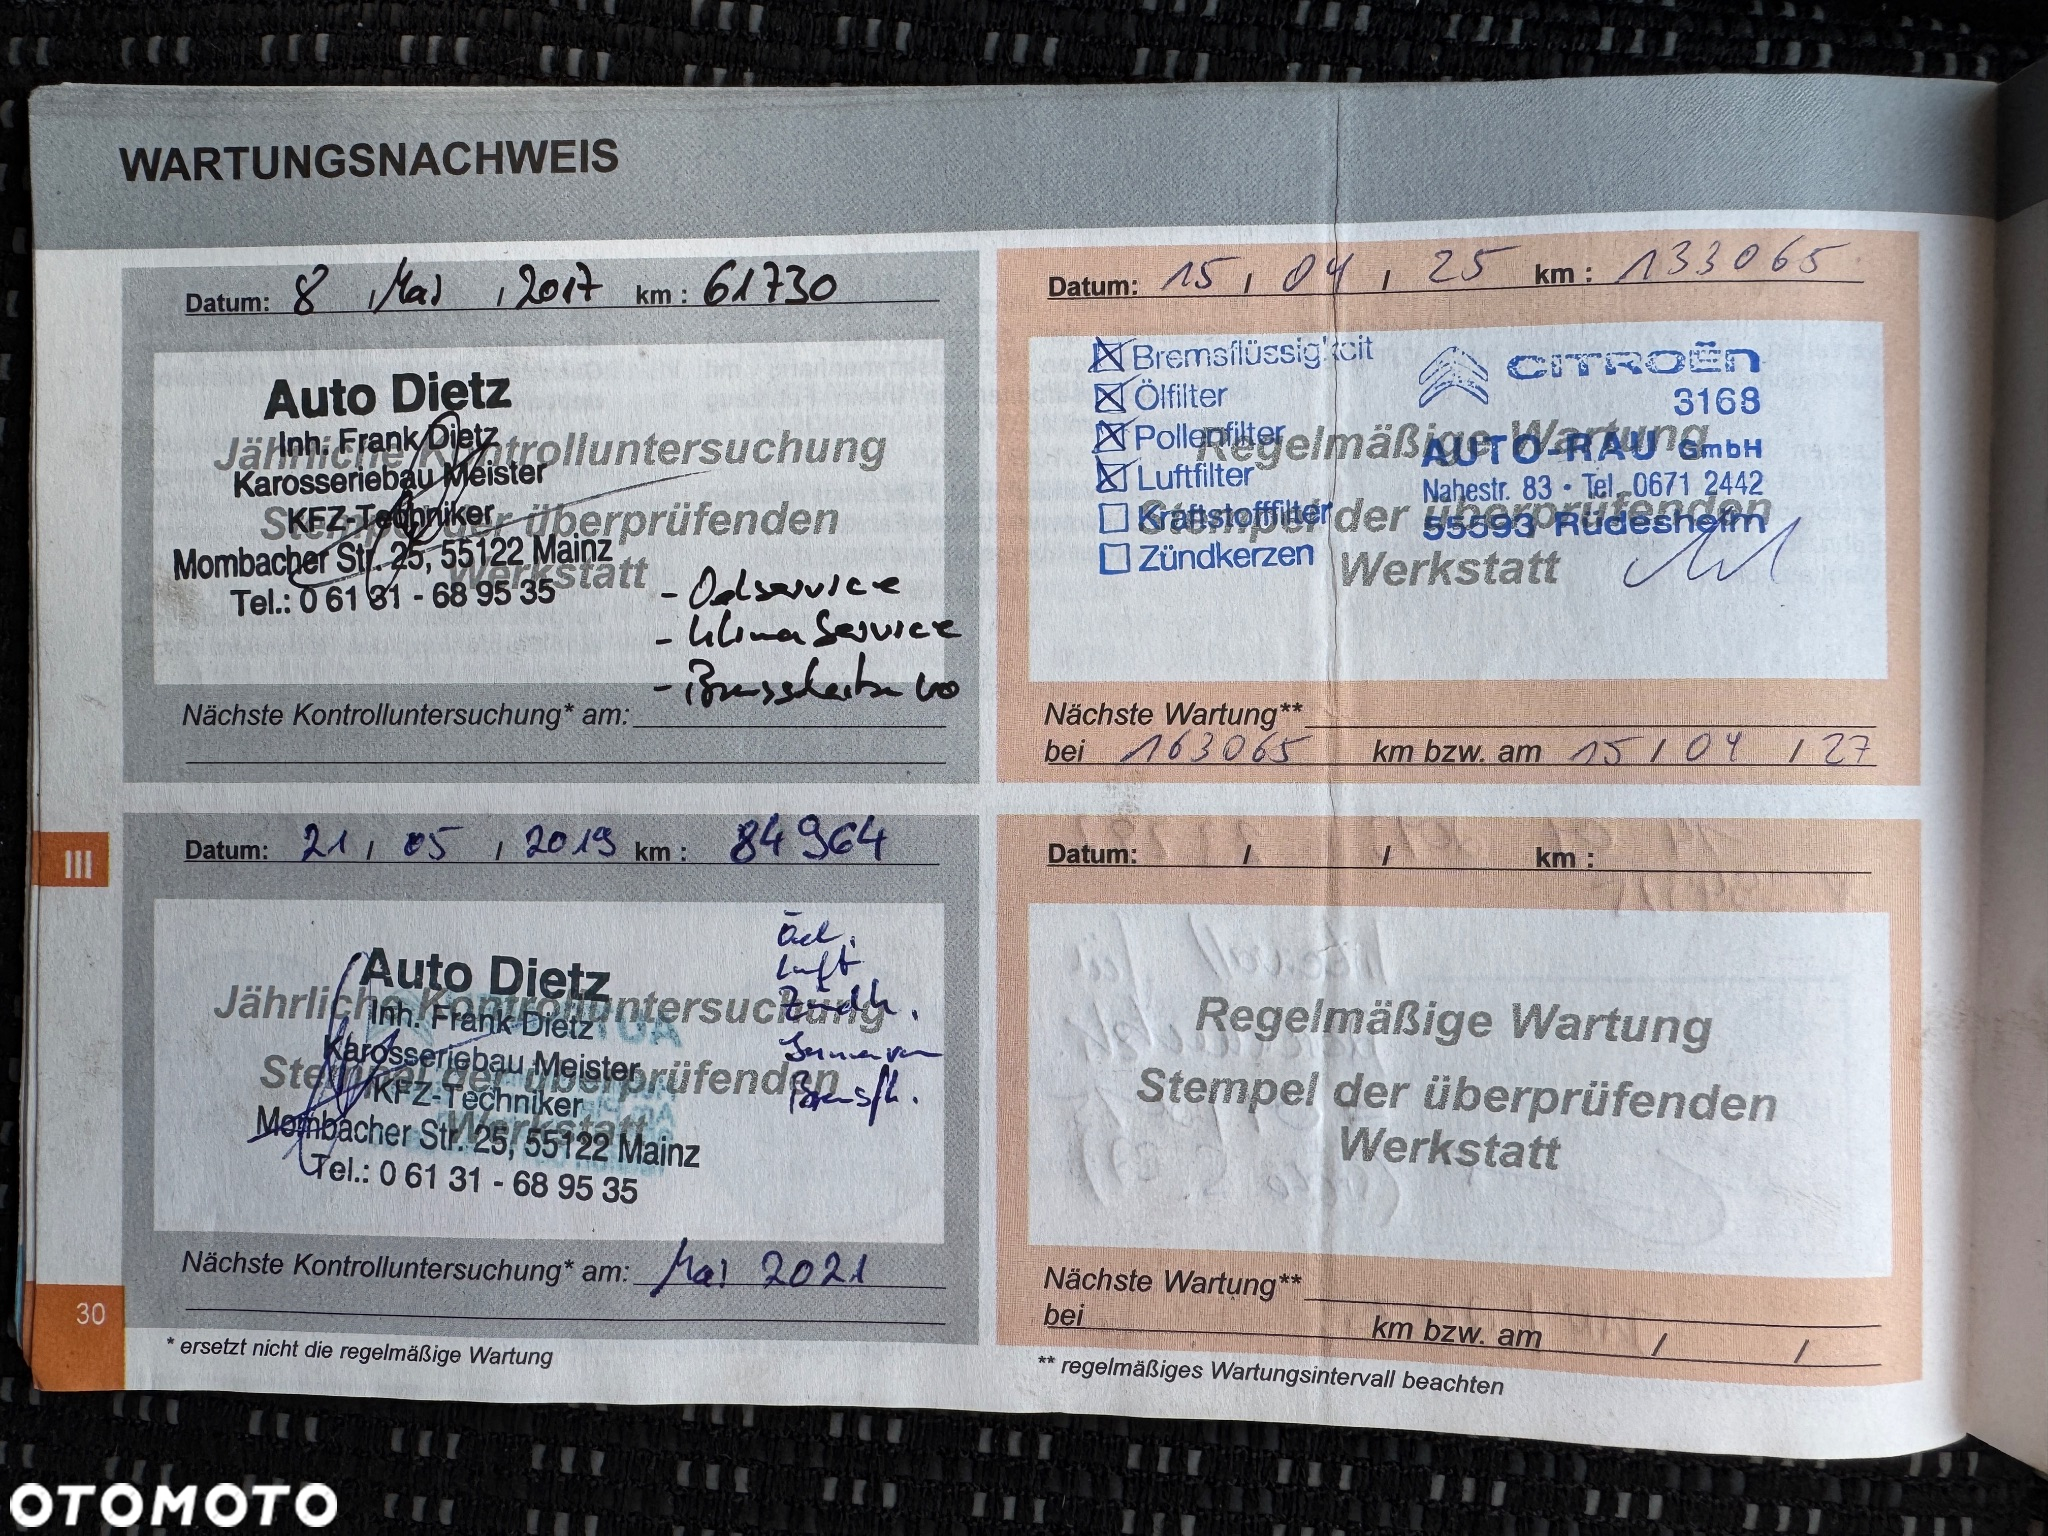 WARTUNGSNACHWEIS
Datum: 8 , Mai , 2017 km : 61730
Auto Dietz
Inh. Frank Dietz
Jährliche Kontrolluntersuchung
Karosseriebau Meister
KFZ-Techniker
Stempel der überprüfenden
Mombacher Str. 25, 55122 Mainz
Werkstatt
Tel.: 0 61 31 - 68 95 35
- Oelservice
- Klima Service
-
Nächste Kontrolluntersuchung* am:
Datum: 15 / 04 / 25 km : 133065
Bremsflüssigkeit
Ölfilter
Pollenfilter
Luftfilter
Kraftstofffilter
Zündkerzen
CITROËN
3168
Regelmäßige Wartung
AUTO-RAU GmbH
Nahestr. 83 • Tel. 0671 2442
Stempel der überprüfenden
55593 Rüdesheim
Werkstatt
Nächste Wartung**
bei 163065 km bzw. am 15 / 04 / 27
III
Datum: 21 / 05 / 2019 km : 84964
Auto Dietz
Jährliche Kontrolluntersuchung
Inh. Frank Dietz
Karosseriebau Meister
Stempel der überprüfenden
KFZ-Techniker
Werkstatt
Mombacher Str. 25, 55122 Mainz
Tel.: 0 61 31 - 68 95 35
Öel.
Luft
Bremsfl.
Nächste Kontrolluntersuchung* am: Mai 2021
* ersetzt nicht die regelmäßige Wartung
Datum: / / km :
Regelmäßige Wartung
Stempel der überprüfenden
Werkstatt
Nächste Wartung**
bei km bzw. am / /
** regelmäßiges Wartungsintervall beachten
30
OTOMOTO